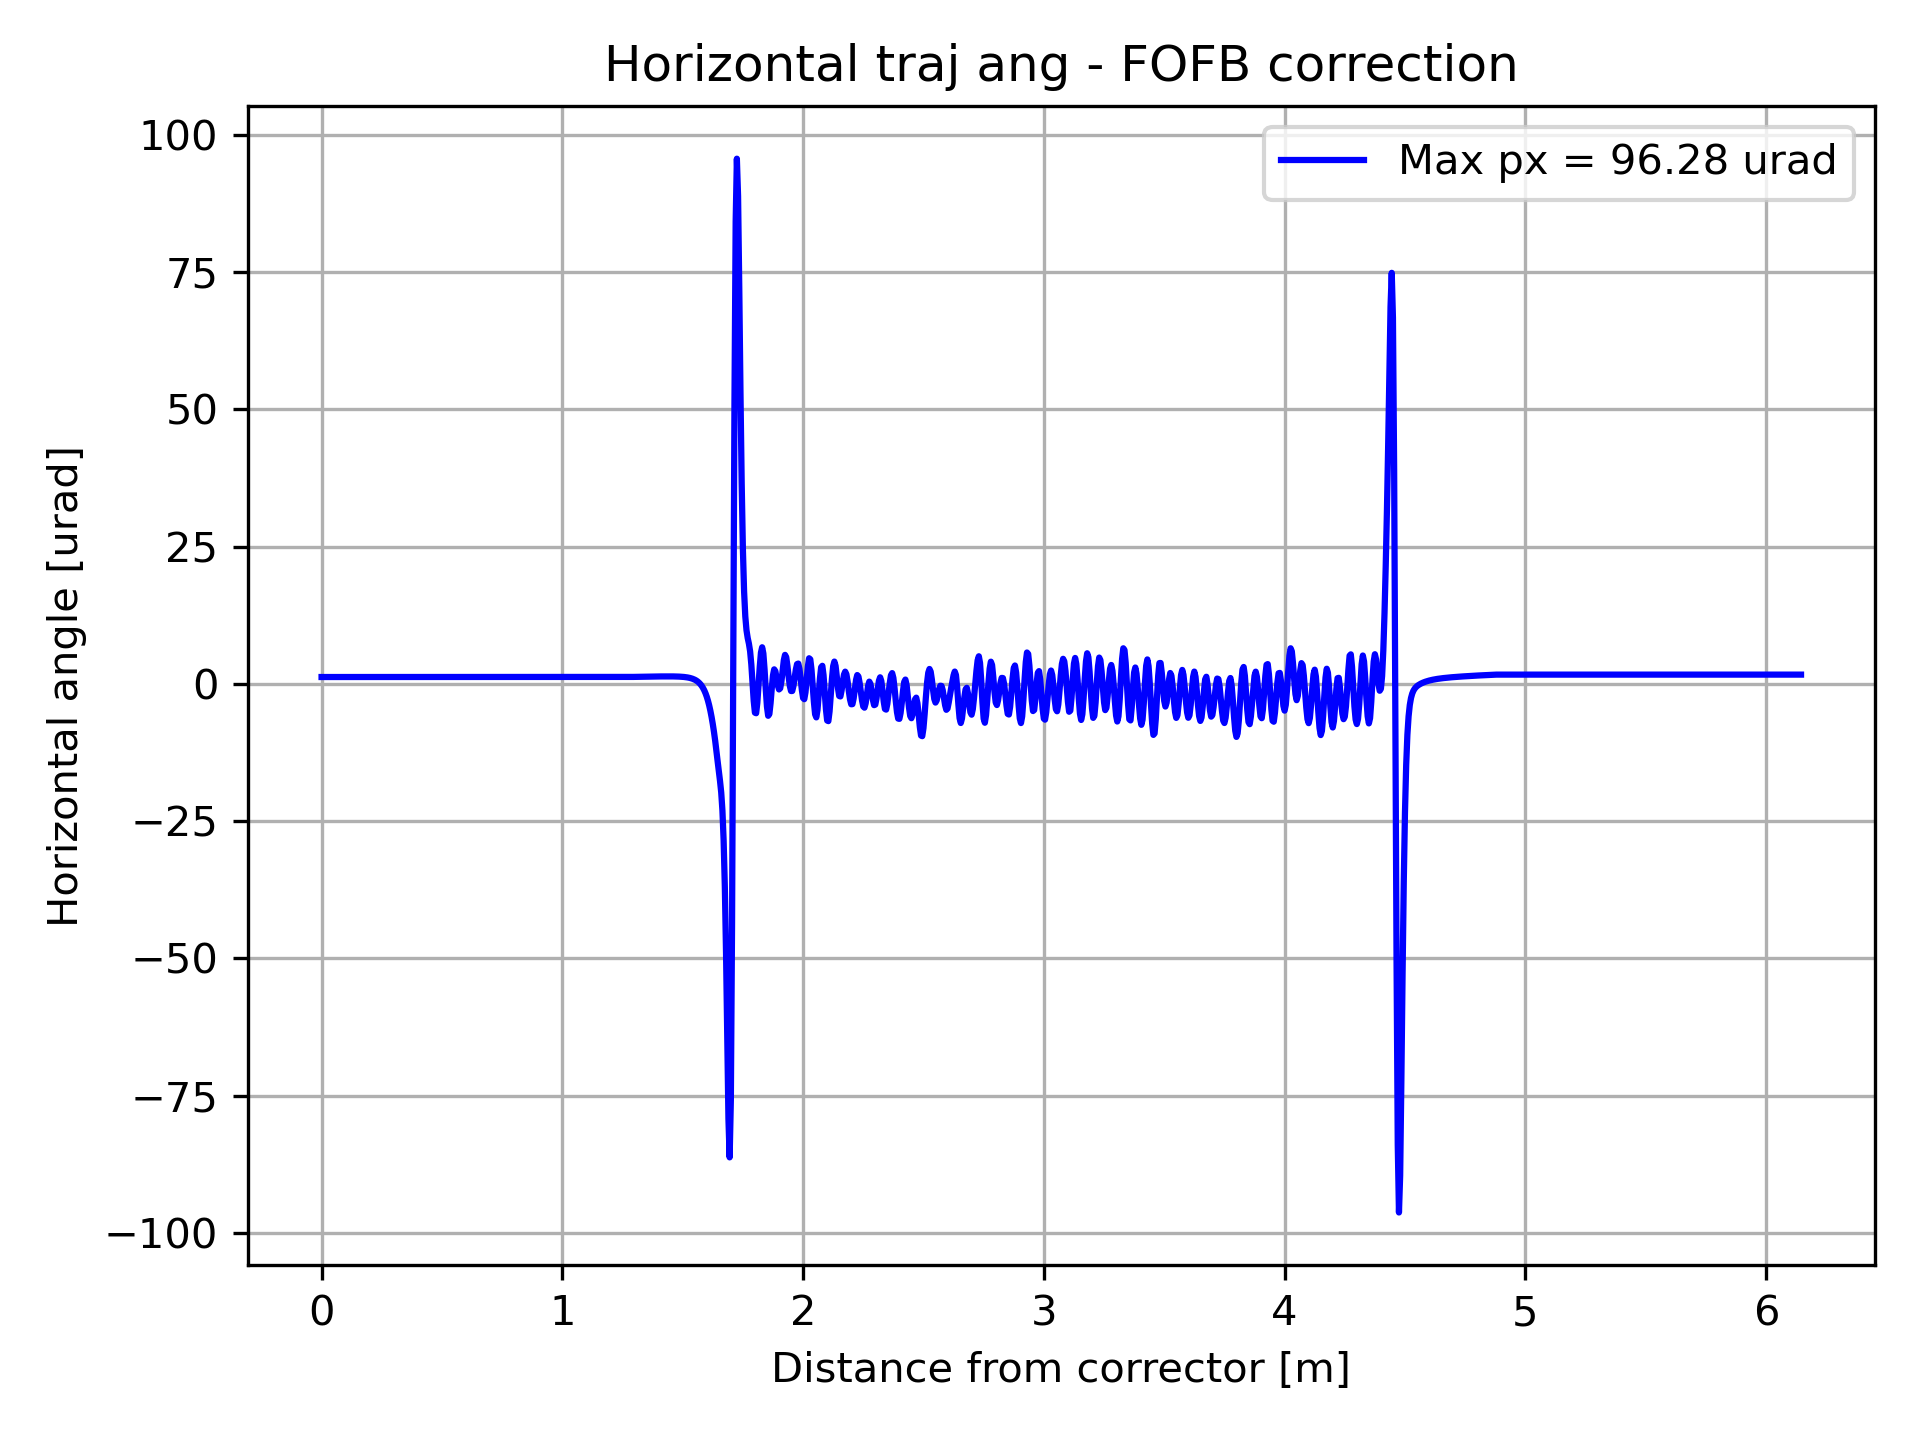 Horizontal traj ang - FOFB correction
Max px = 96.28 urad
100
75
50
25
0
−25
−50
−75
−100
Horizontal angle [urad]
0 1 2 3 4 5 6
Distance from corrector [m]